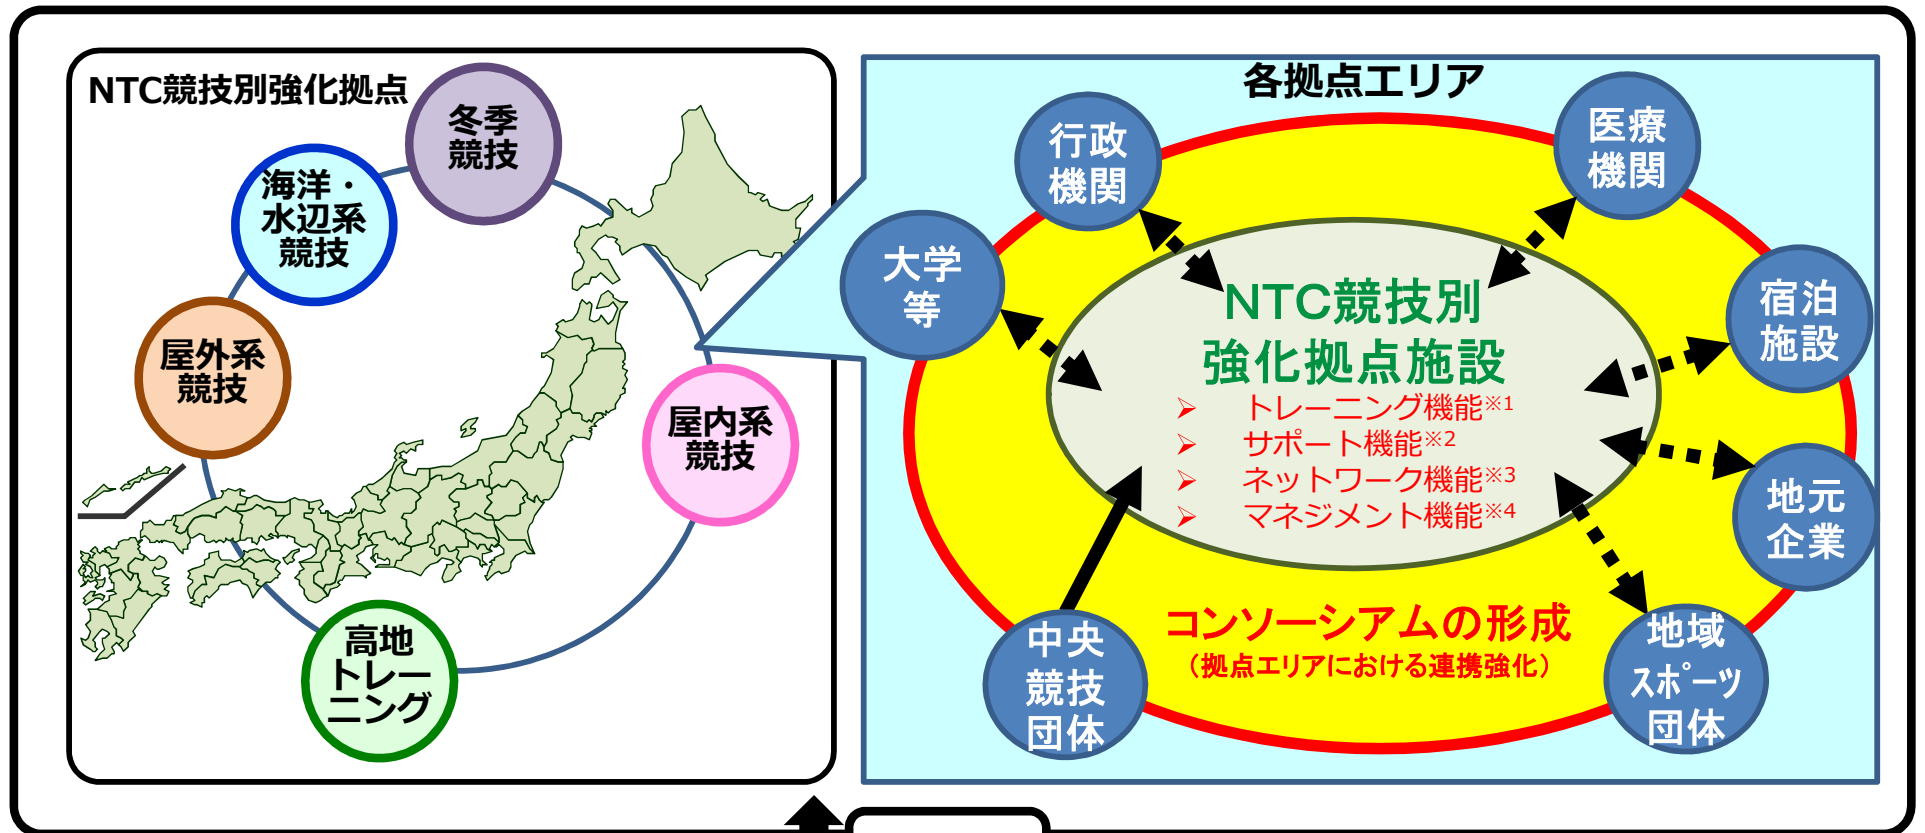 NTC競技別強化拠点
冬季
競技
海洋・
水辺系
競技
屋外系
競技
屋内系
競技
高地
トレー
ニング
各拠点エリア
行政
機関
医療
機関
大学
等
宿泊
施設
地元
企業
中央
競技
団体
地域
スポーツ
団体
NTC競技別
強化拠点施設
➢ トレーニング機能※1
➢ サポート機能※2
➢ ネットワーク機能※3
➢ マネジメント機能※4
コンソーシアムの形成
（拠点エリアにおける連携強化）